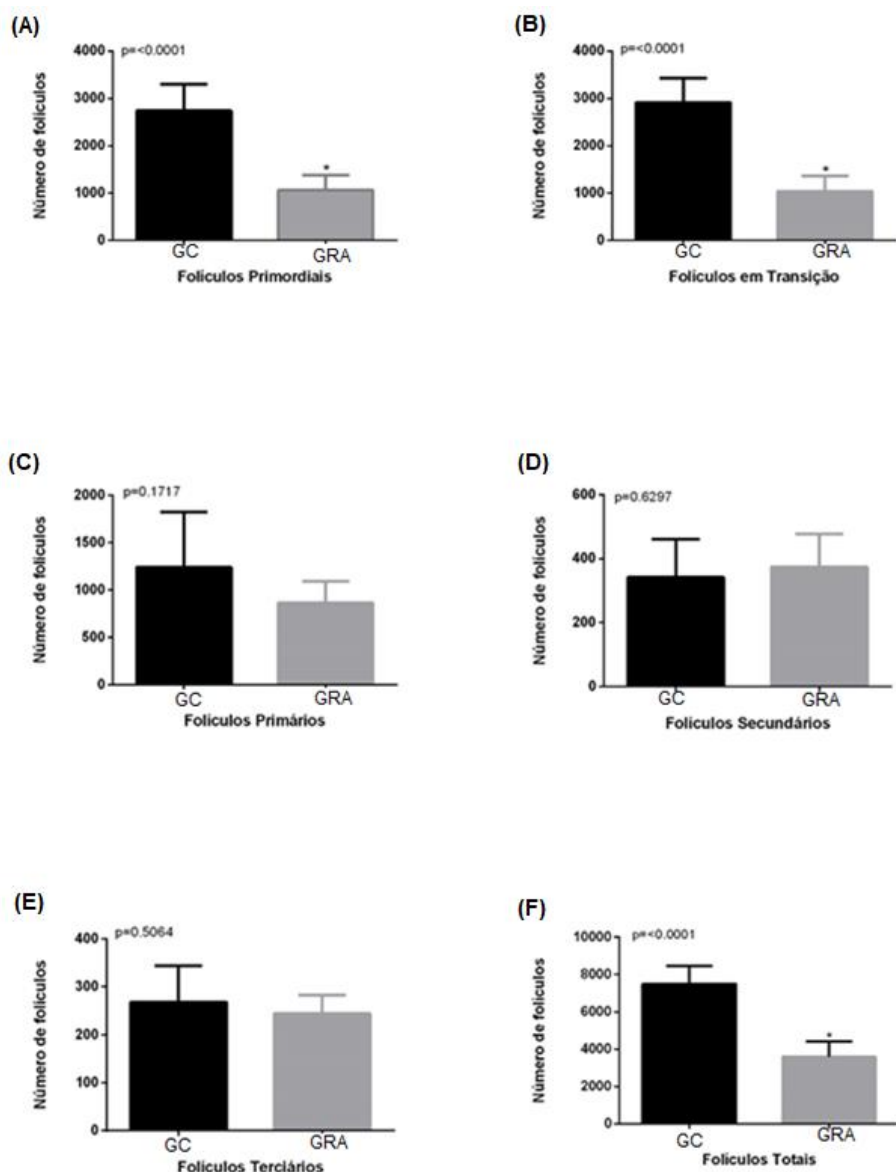 (A)
p=<0.0001
4000
3000
2000
1000
0
Número de folículos
*
GC GRA
Folículos Primordiais
(B)
p=<0.0001
4000
3000
2000
1000
0
Número de folículos
*
GC GRA
Folículos em Transição
(C)
p=0.1717
2000
1500
1000
500
0
Número de folículos
GC GRA
Folículos Primários
(D)
p=0.6297
600
400
200
0
Número de folículos
GC GRA
Folículos Secundários
(E)
p=0.5064
400
300
200
100
0
Número de folículos
GC GRA
Folículos Terciários
(F)
p=<0.0001
10000
8000
6000
4000
2000
0
Número de folículos
*
GC GRA
Folículos Totais